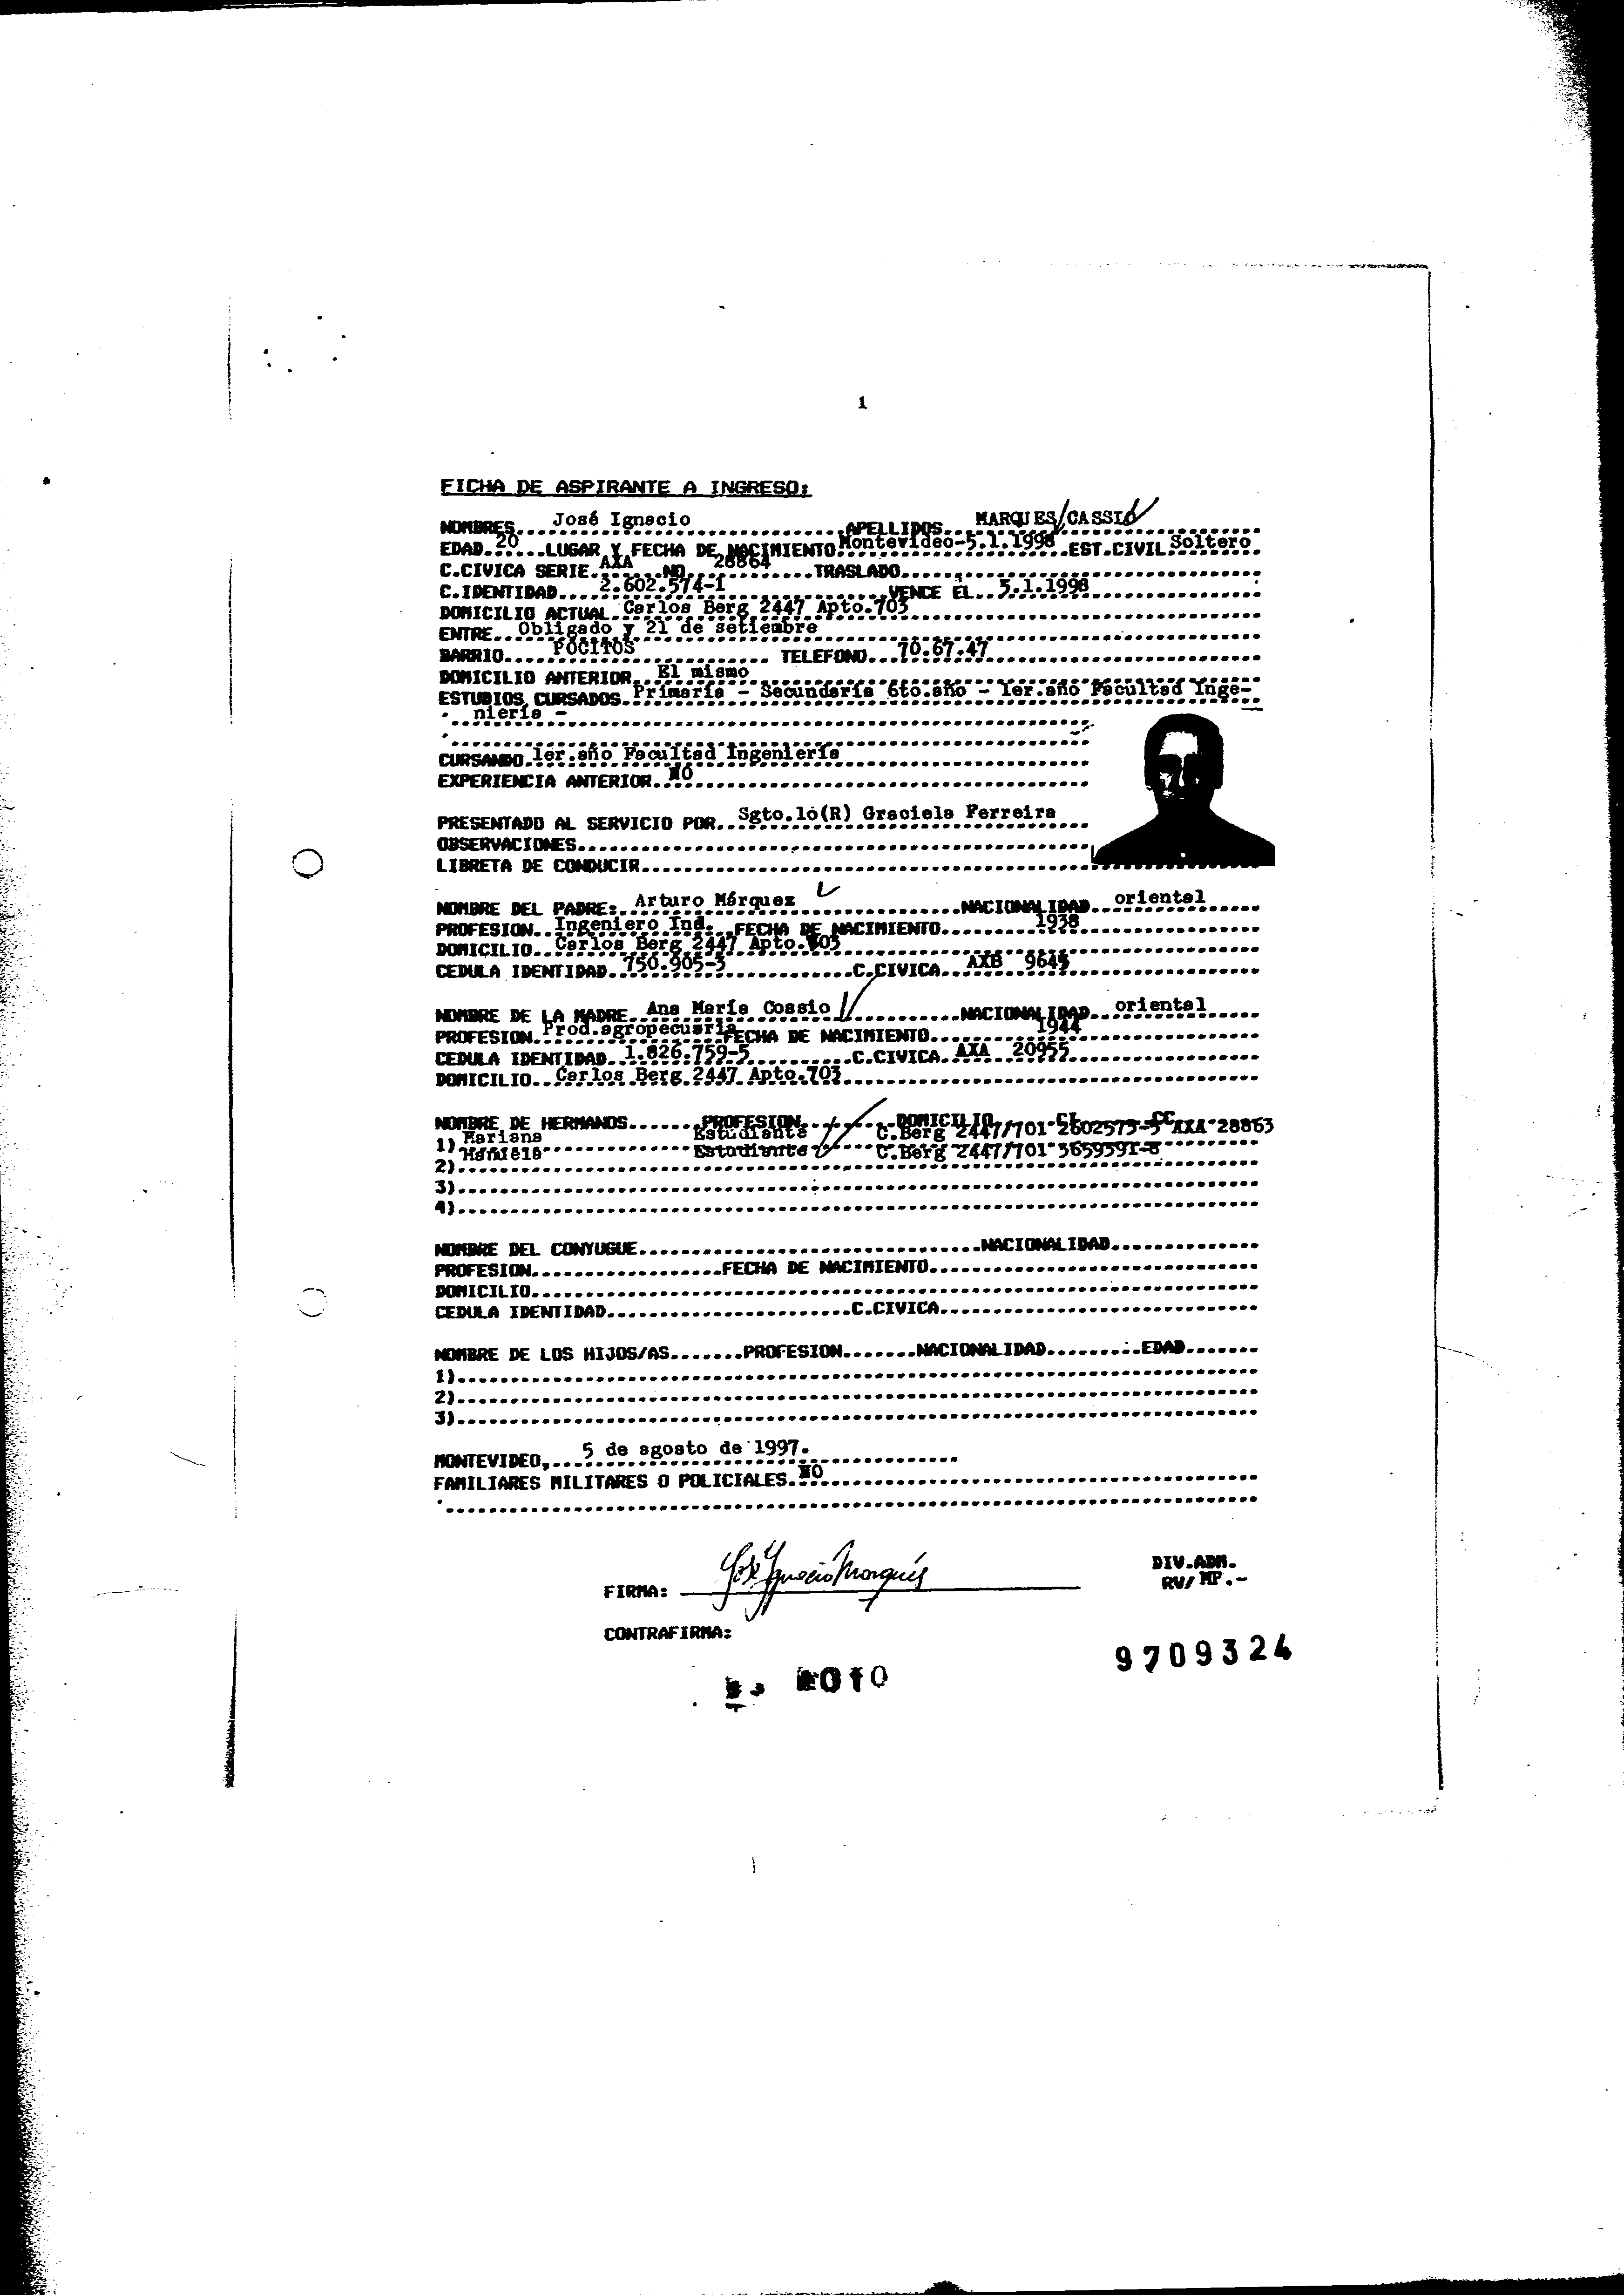 1
FICHA DE ASPIRANTE A INGRESO:
NOMBRES...José Ignacio...APELLIDOS...MARQUES/CASSIO
EDAD.20...LUGAR Y FECHA DE NACIMIENTO.Montevideo-5.1.1998.EST.CIVIL.Soltero
C.CIVICA SERIE.AXA...NO...28864...TRASLADO...
C.IDENTIDAD...2.602.574-1...VENCE EL...5.1.1998
DOMICILIO ACTUAL.Carlos Berg 2447 Apto.703
ENTRE...Obligado y 21 de setiembre
BARRIO...POCITOS... TELEFONO...70.67.47
DOMICILIO ANTERIOR...El mismo
ESTUDIOS CURSADOS.Primaria - Secundaria 6to.año - 1er.año Facultad Inge-
nieria -
CURSANDO.1er.año Facultad Ingeniería
EXPERIENCIA ANTERIOR.NO
PRESENTADO AL SERVICIO POR...Sgto.1o(R) Graciela Ferreira
OBSERVACIONES...
LIBRETA DE CONDUCIR...
NOMBRE DEL PADRE:..Arturo Márquez...NACIONALIDAD...oriental
PROFESION..Ingeniero Ind...FECHA DE NACIMIENTO...1938
DOMICILIO...Carlos Berg 2447 Apto.
CEDULA IDENTIDAD..750.905-3...C.CIVICA...AXB
NOMBRE DE LA MADRE..Ana María Cossio...NACIONALIDAD...oriental
PROFESION.Prod.agropecuaria FECHA DE NACIMIENTO...1944
CEDULA IDENTIDAD..1.826.759-5...C.CIVICA.AXA 20955
DOMICILIO...Carlos Berg 2447 Apto.703
NOMBRE DE HERMANOS...PROFESION...DOMICILIO...CI...CC
1) Mariana...Estudiante...C.Berg 2447/701 2602573-5 AXA 28863
2)...Estudiante...C.Berg 2447/701 3659391-8
3)...
4)...
NOMBRE DEL CONYUGUE...NACIONALIDAD...
PROFESION...FECHA DE NACIMIENTO...
DOMICILIO...
CEDULA IDENTIDAD...C.CIVICA...
NOMBRE DE LOS HIJOS/AS...PROFESION...NACIONALIDAD...EDAD...
1)...
2)...
3)...
MONTEVIDEO,...5 de agosto de 1997.
FAMILIARES MILITARES O POLICIALES.NO
FIRMA: José Ignacio Marqués
DIV.ADM.
RV/MP.-
CONTRAFIRMA:
9709324